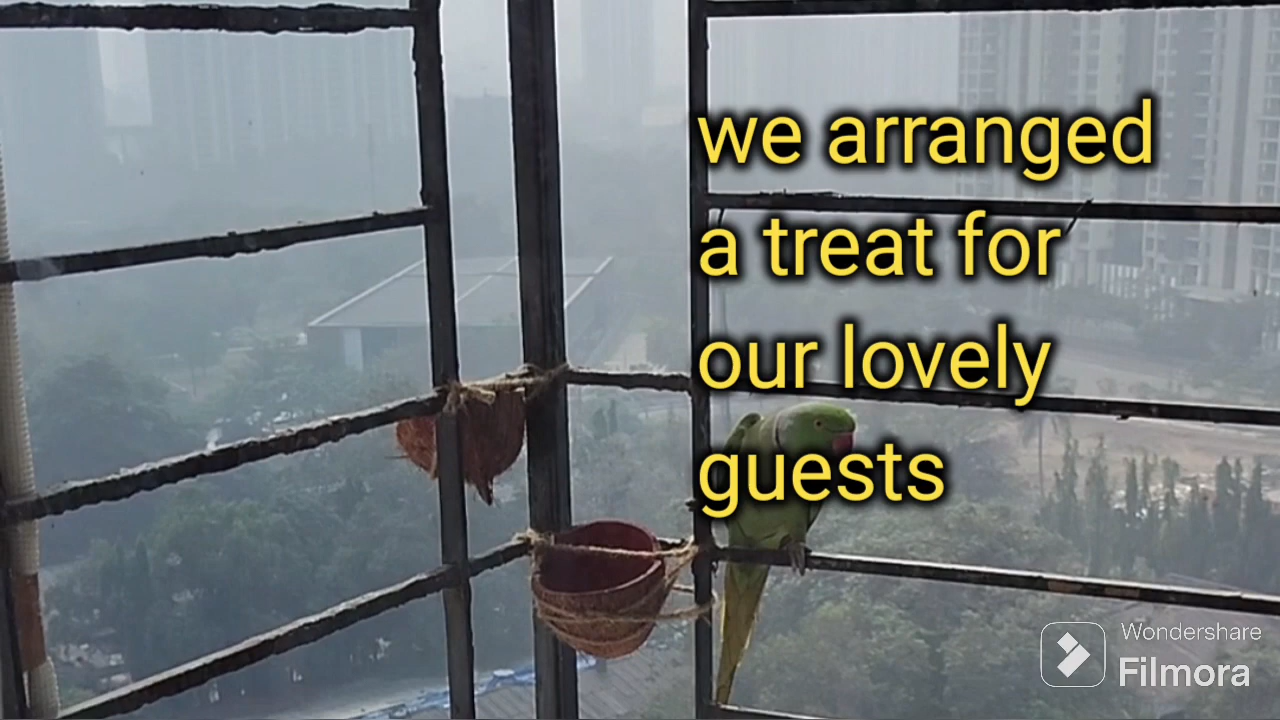 we arranged
a treat for
our lovely
guests
Wondershare
Filmora